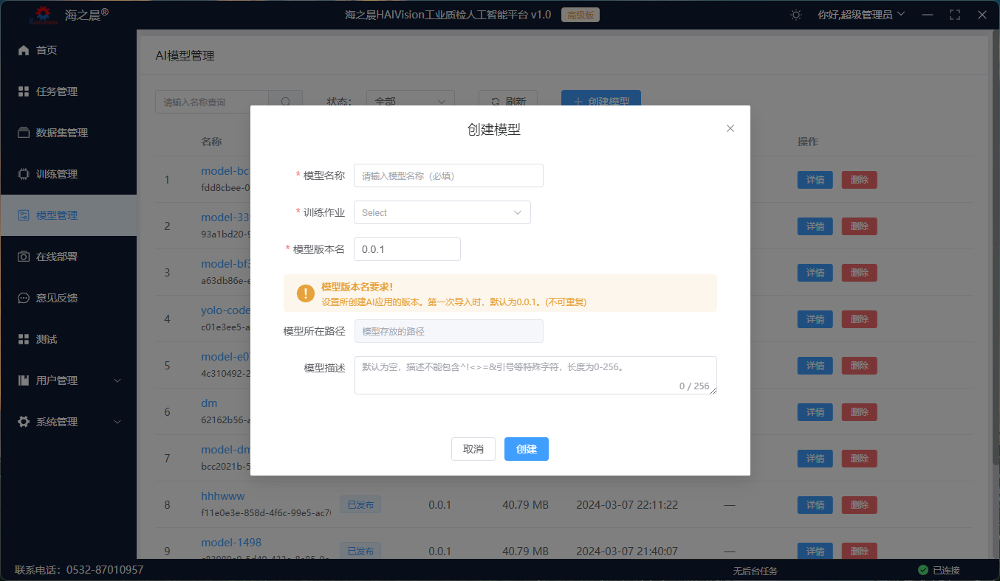 海之晨®
海之晨HAIVision工业质检人工智能平台 v1.0 高级版
你好,超级管理员
首页
任务管理
数据集管理
训练管理
模型管理
在线部署
意见反馈
测试
用户管理
系统管理
AI模型管理
请输入名称查询 状态： 全部 刷新 创建模型
名称 操作
1 model-bc 详情 删除
fdd8cbee-0
2 model-339 详情 删除
93a1bd20-9
3 model-bf3 详情 删除
a63db86e-e
4 yolo-code 详情 删除
c01e3ee5-a
5 model-e07 详情 删除
4c310492-2
6 dm 详情 删除
62162b56-a
7 model-dm 详情 删除
bcc2021b-5
8 hhhwww 已发布 0.0.1 40.79 MB 2024-03-07 22:11:22 — 详情 删除
f11e0e3e-858d-4f6c-99e5-ac7
9 model-1498 已发布 0.0.1 40.79 MB 2024-03-07 21:40:07 — 详情 删除
创建模型
* 模型名称 请输入模型名称（必填）
* 训练作业 Select
* 模型版本名 0.0.1
模型版本名要求!
设置所创建AI应用的版本。第一次导入时，默认为0.0.1。(不可重复)
模型所在路径 模型存放的路径
模型描述 默认为空，描述不能包含^!<>=&引号等特殊字符，长度为0-256。
0 / 256
取消 创建
联系电话：0532-87010957 无后台任务 已连接